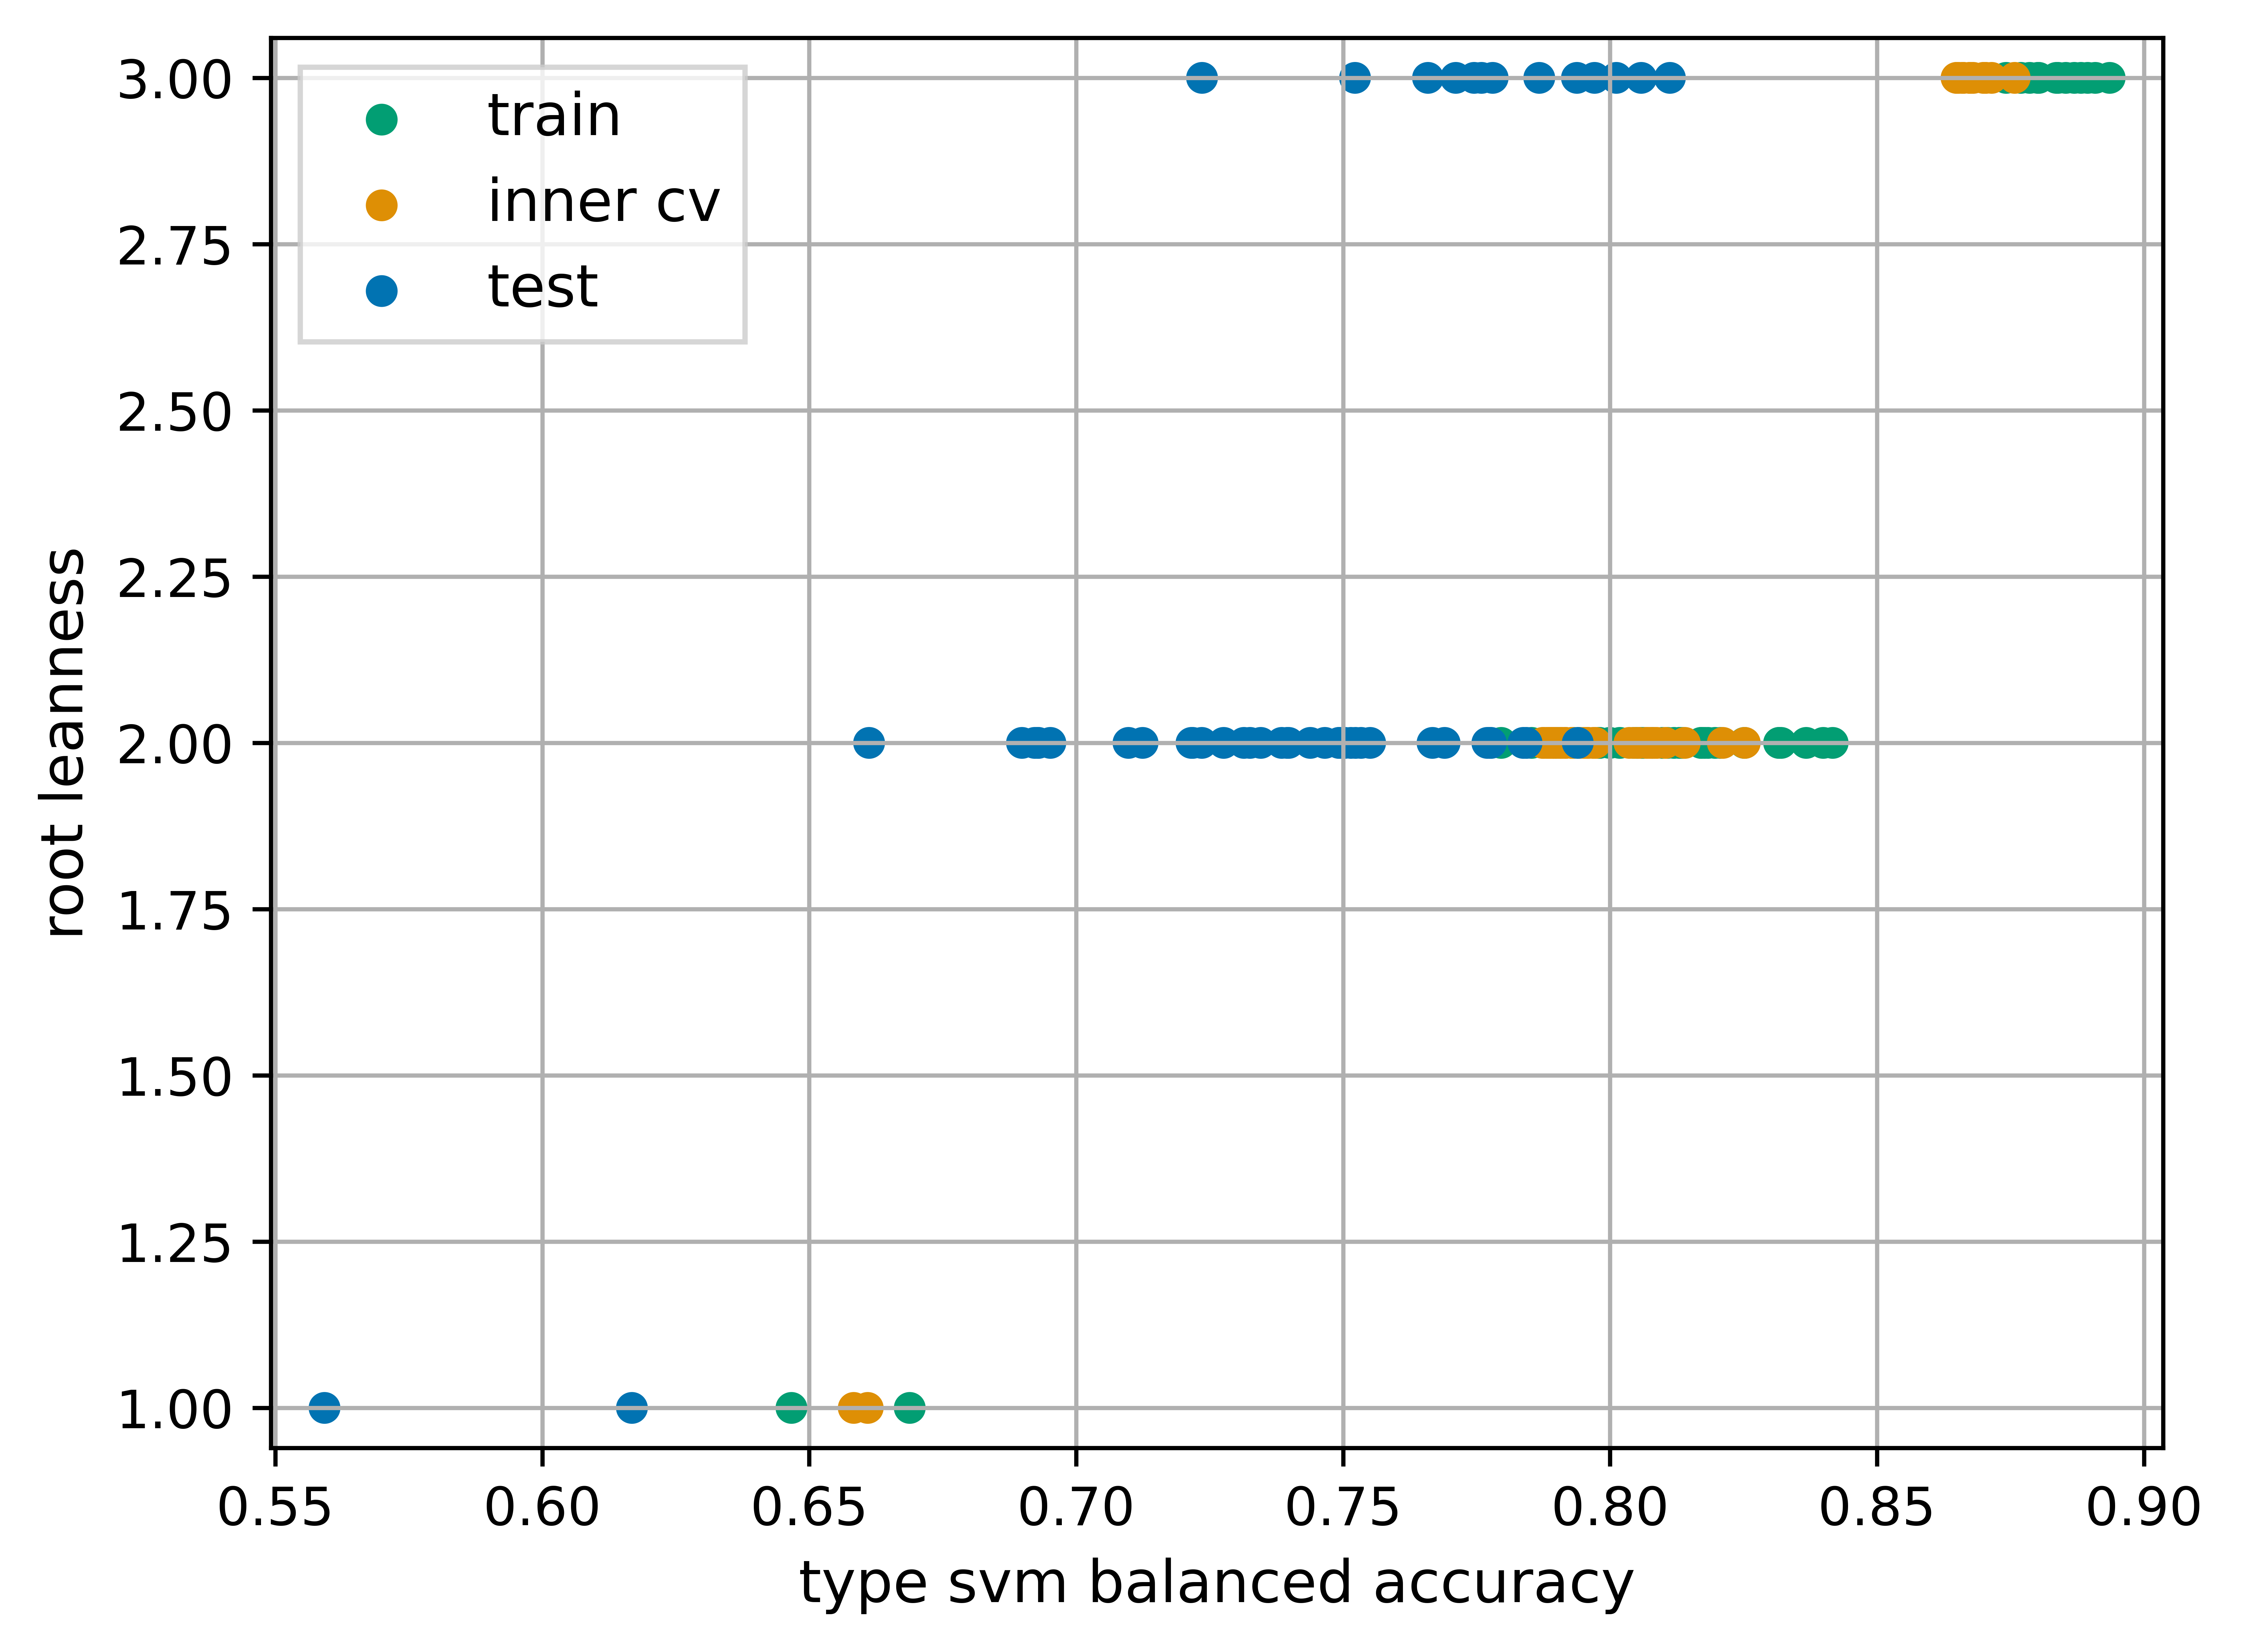 train
inner cv
test
3.00
2.75
2.50
2.25
2.00
1.75
1.50
1.25
1.00
root leanness
0.55 0.60 0.65 0.70 0.75 0.80 0.85 0.90
type svm balanced accuracy